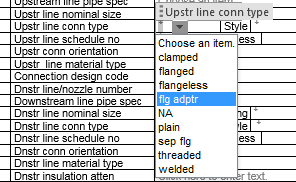 Upstream line pipe spec
Upstr line nominal size
Upstr line conn type
Upstr line conn type
Style
Upstr line schedule no
Choose an item.
Upstr conn orientation
clamped
Upstr line material type
flanged
Connection design code
flangeless
Dnstr line/nozzle number
flg adptr
Downstream line pipe spec
NA
Dnstr line nominal size
plain
Dnstr line conn type
sep flg
Style
Dnstr line schedule no
threaded
Dnstr conn orientation
welded
Dnstr line material type
Dnstr insulation atten
Click here to enter text.